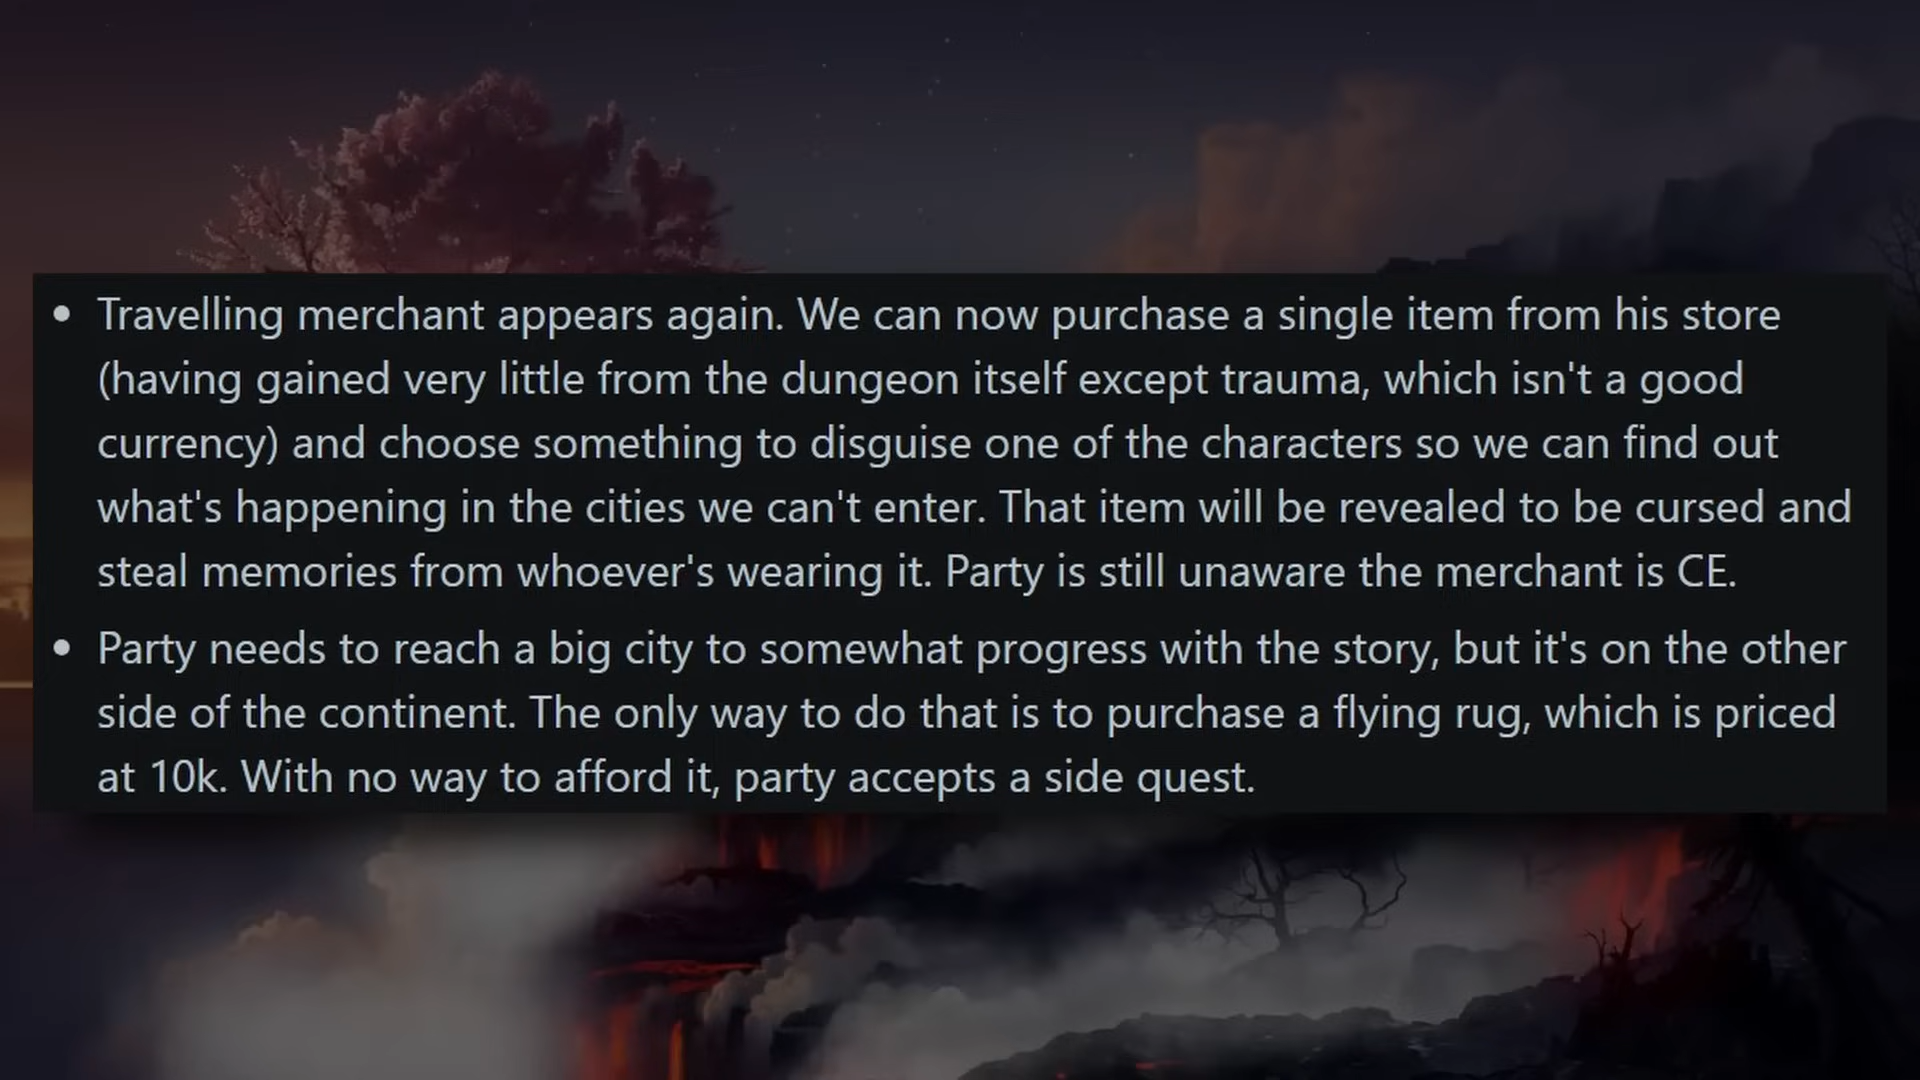 • Travelling merchant appears again. We can now purchase a single item from his store
(having gained very little from the dungeon itself except trauma, which isn't a good
currency) and choose something to disguise one of the characters so we can find out
what's happening in the cities we can't enter. That item will be revealed to be cursed and
steal memories from whoever's wearing it. Party is still unaware the merchant is CE.
• Party needs to reach a big city to somewhat progress with the story, but it's on the other
side of the continent. The only way to do that is to purchase a flying rug, which is priced
at 10k. With no way to afford it, party accepts a side quest.